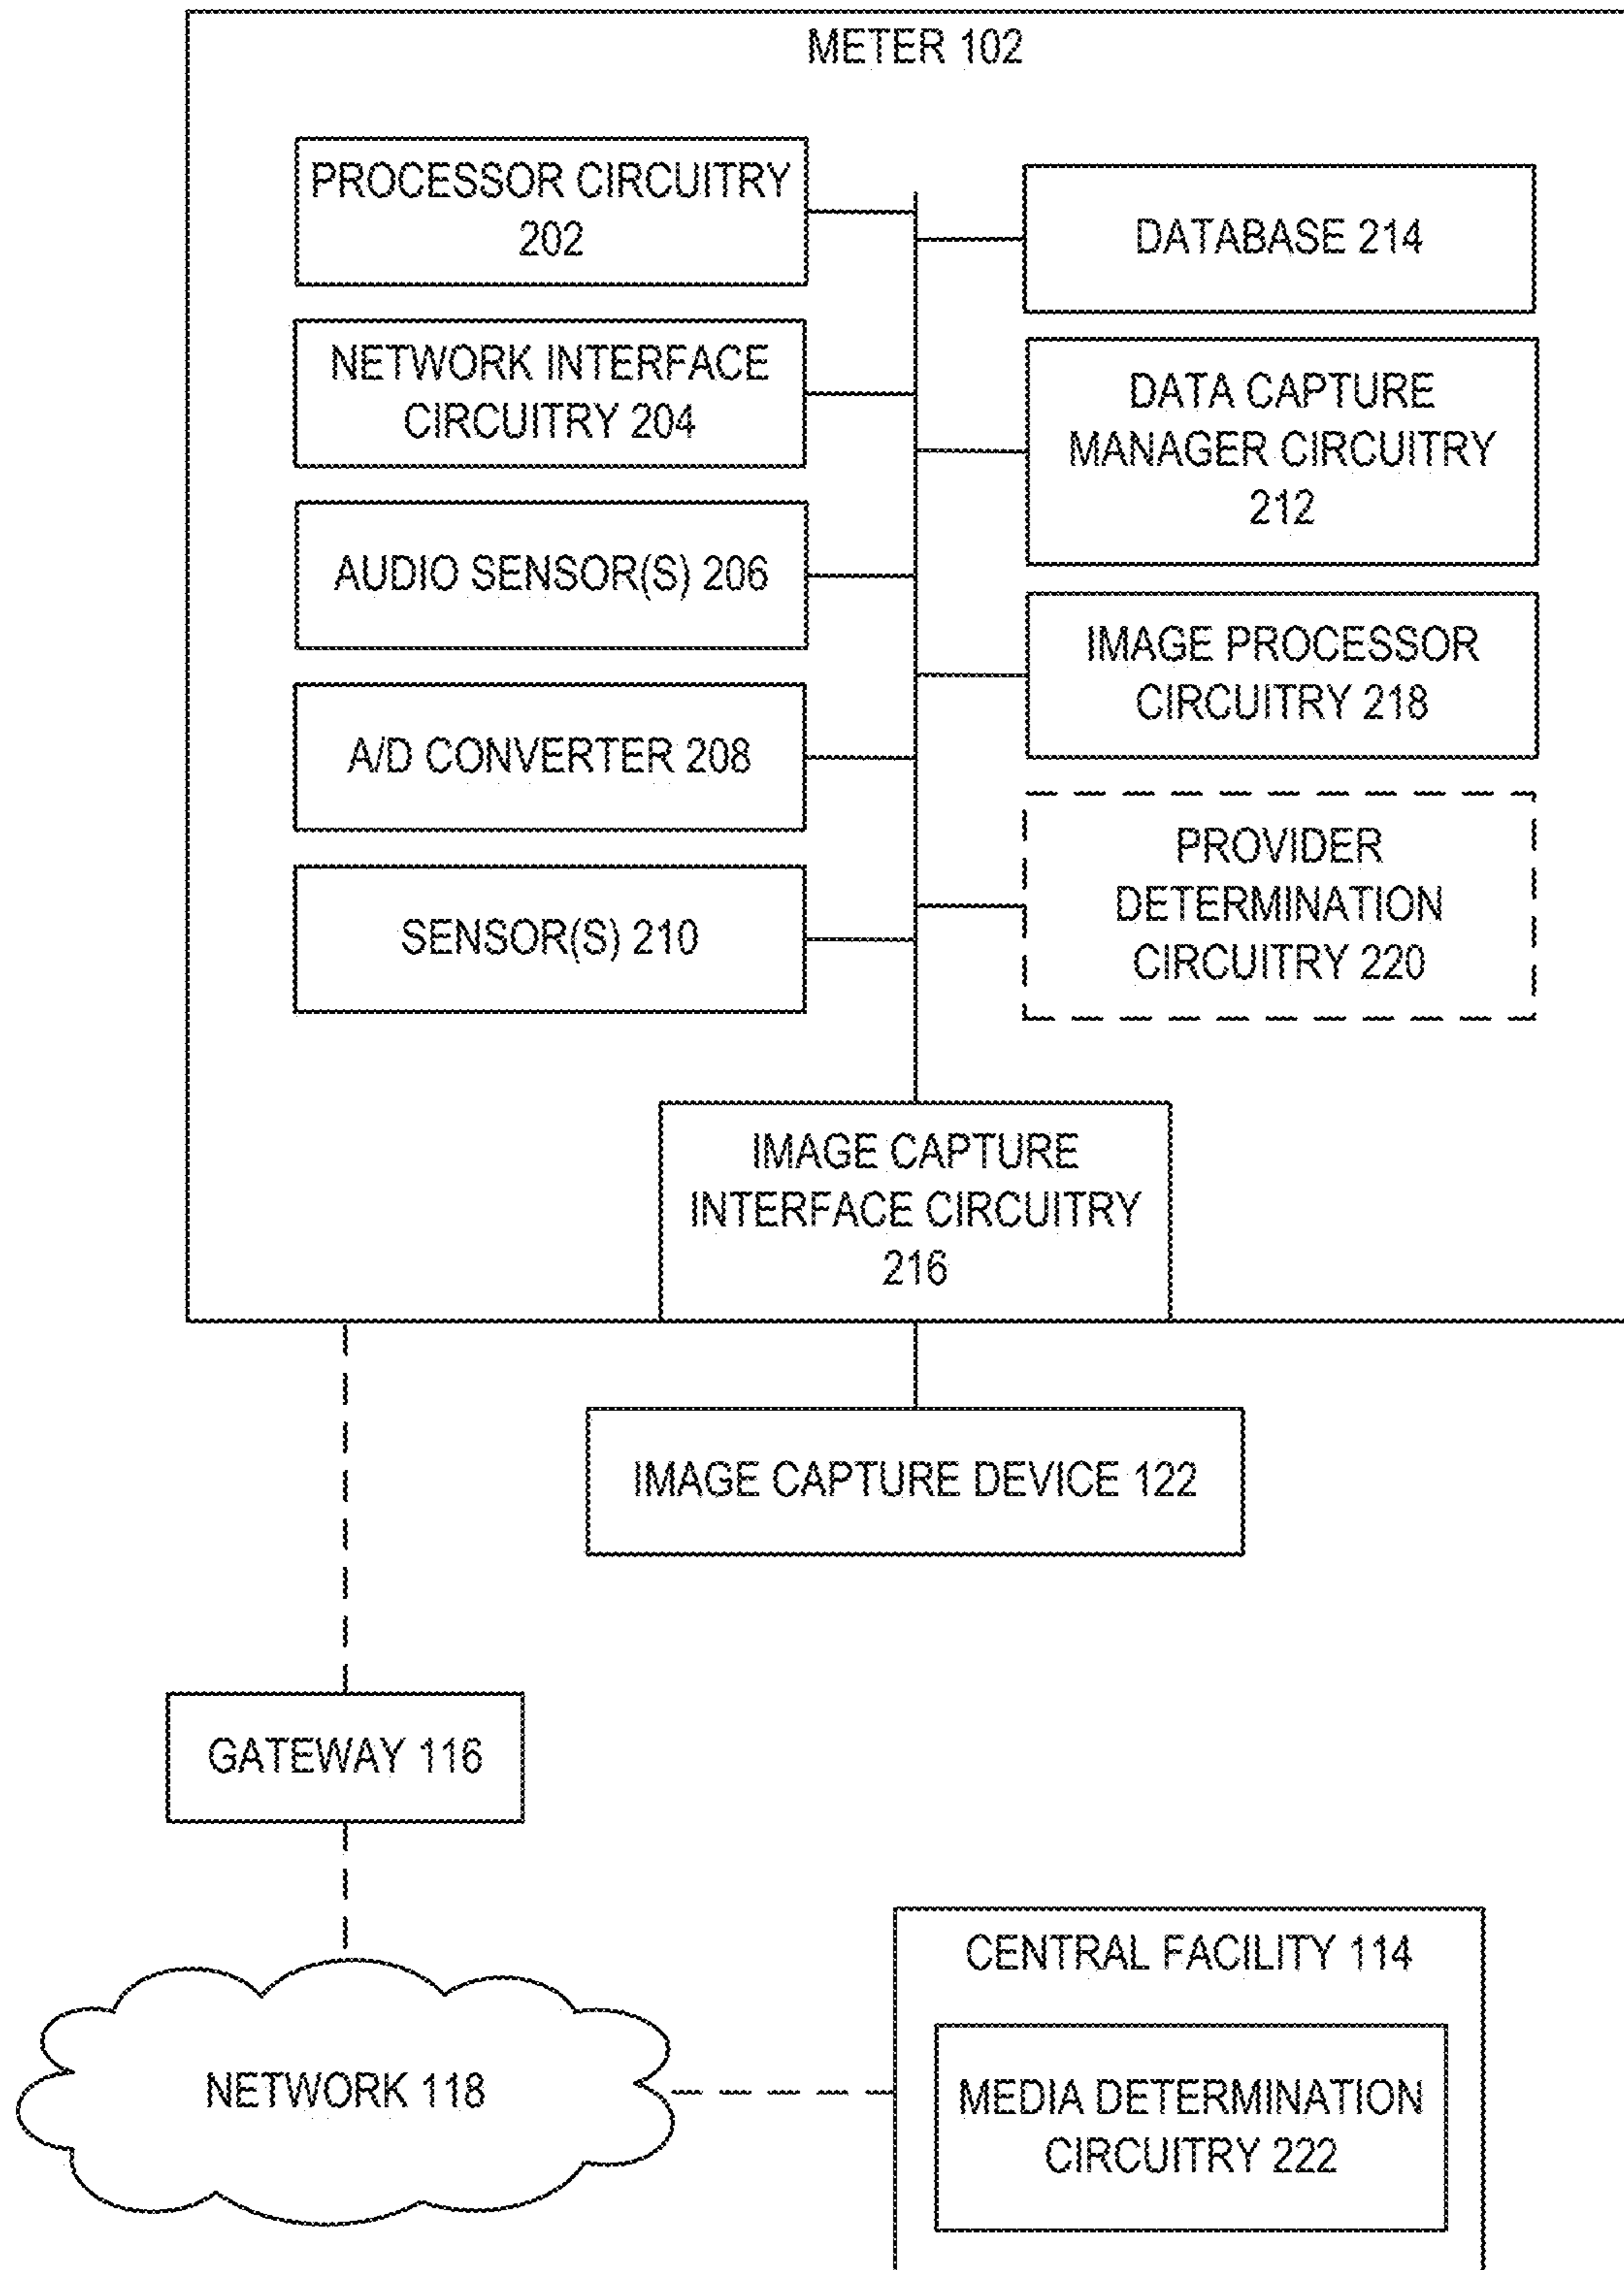 METER 102
PROCESSOR CIRCUITRY
202
NETWORK INTERFACE
CIRCUITRY 204
AUDIO SENSOR(S) 206
A/D CONVERTER 208
SENSOR(S) 210
DATABASE 214
DATA CAPTURE
MANAGER CIRCUITRY
212
IMAGE PROCESSOR
CIRCUITRY 218
PROVIDER
DETERMINATION
CIRCUITRY 220
IMAGE CAPTURE
INTERFACE CIRCUITRY
216
IMAGE CAPTURE DEVICE 122
GATEWAY 116
NETWORK 118
CENTRAL FACILITY 114
MEDIA DETERMINATION
CIRCUITRY 222